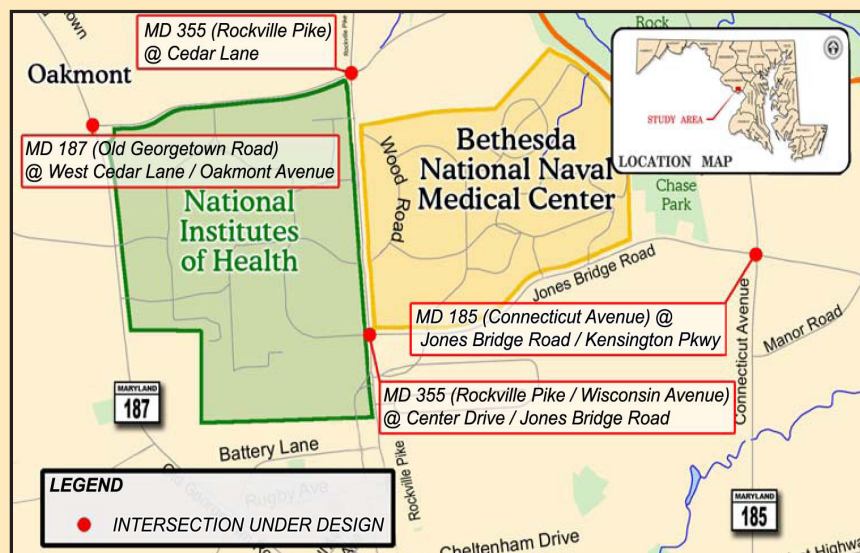 MD 355 (Rockville Pike)
@ Cedar Lane
Rockville Pike
Rock
Oakmont
STUDY AREA
LOCATION MAP
MD 187 (Old Georgetown Road)
@ West Cedar Lane / Oakmont Avenue
Wood Road
Bethesda
National Naval
Medical Center
Chase
Park
National
Institutes
of Health
Jones Bridge Road
MD 185 (Connecticut Avenue) @
Jones Bridge Road / Kensington Pkwy
Connecticut Avenue
Manor Road
MD 355 (Rockville Pike / Wisconsin Avenue)
@ Center Drive / Jones Bridge Road
MARYLAND
187
Battery Lane
Rockville Pike
LEGEND
Rugby Ave
INTERSECTION UNDER DESIGN
MARYLAND
185
Cheltenham Drive